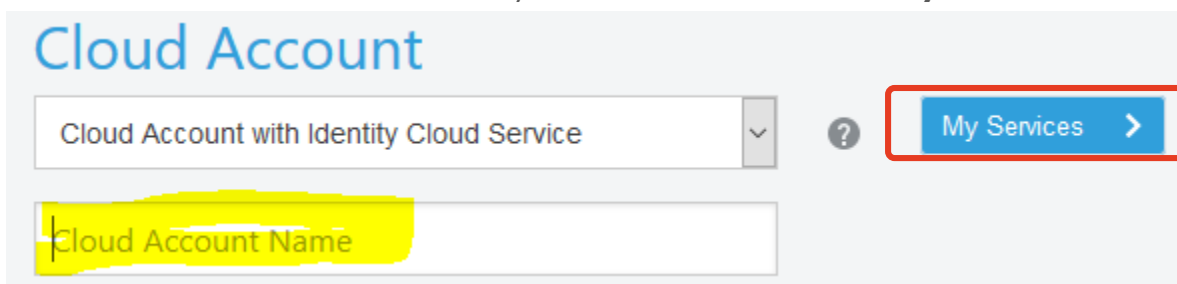 Cloud Account
Cloud Account with Identity Cloud Service
?
My Services
Cloud Account Name